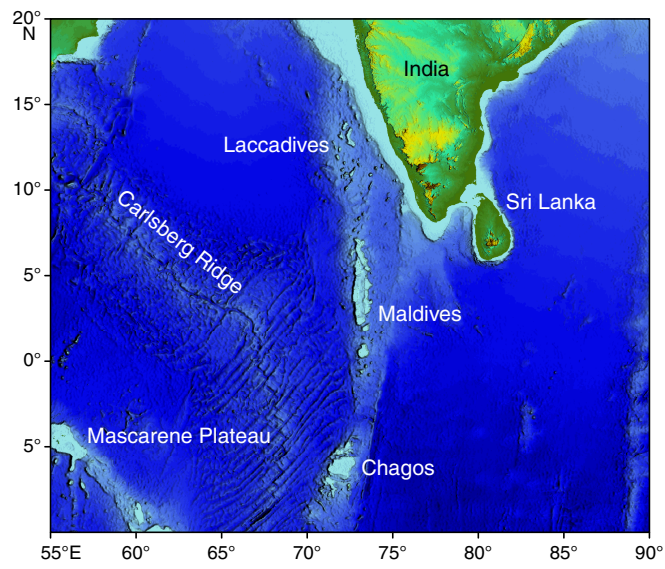 20°
N
India
15°
Laccadives
10°
Sri Lanka
Carlsberg Ridge
5°
Maldives
0°
Mascarene Plateau
5°
Chagos
55°E 60° 65° 70° 75° 80° 85° 90°